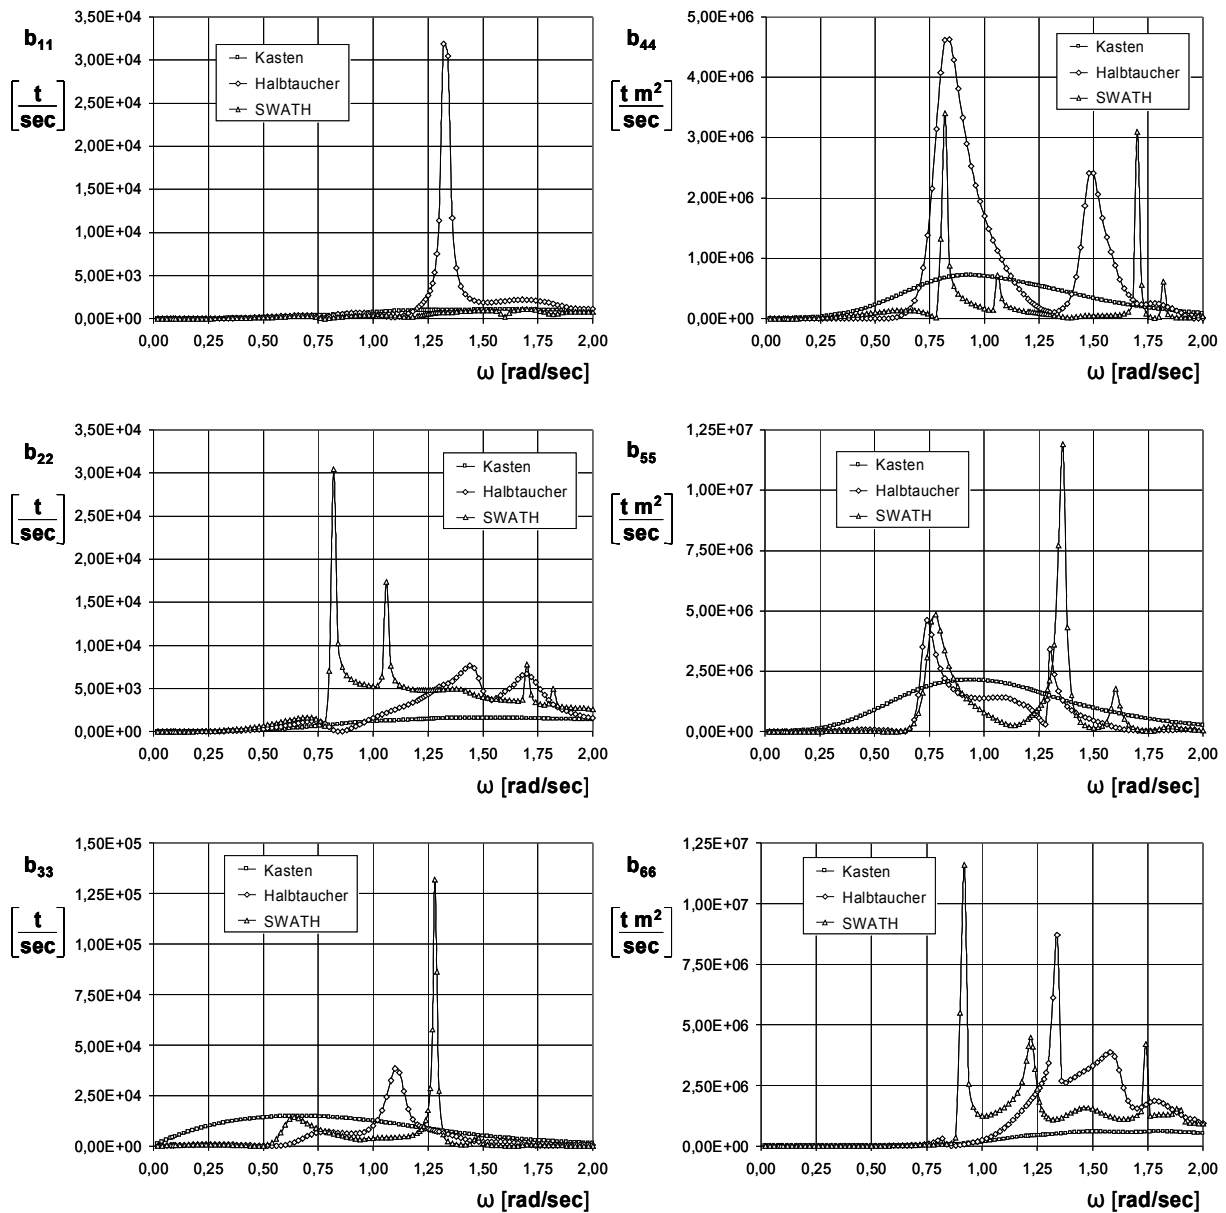 b11
[t/sec]
3,50E+04
3,00E+04
2,50E+04
2,00E+04
1,50E+04
1,00E+04
5,00E+03
0,00E+00
Kasten
Halbtaucher
SWATH
0,00 0,25 0,50 0,75 1,00 1,25 1,50 1,75 2,00
ω [rad/sec]
b44
[t m²/sec]
5,00E+06
4,00E+06
3,00E+06
2,00E+06
1,00E+06
0,00E+00
Kasten
Halbtaucher
SWATH
0,00 0,25 0,50 0,75 1,00 1,25 1,50 1,75 2,00
ω [rad/sec]
b22
[t/sec]
3,50E+04
3,00E+04
2,50E+04
2,00E+04
1,50E+04
1,00E+04
5,00E+03
0,00E+00
Kasten
Halbtaucher
SWATH
0,00 0,25 0,50 0,75 1,00 1,25 1,50 1,75 2,00
ω [rad/sec]
b55
[t m²/sec]
1,25E+07
1,00E+07
7,50E+06
5,00E+06
2,50E+06
0,00E+00
Kasten
Halbtaucher
SWATH
0,00 0,25 0,50 0,75 1,00 1,25 1,50 1,75 2,00
ω [rad/sec]
b33
[t/sec]
1,50E+05
1,25E+05
1,00E+05
7,50E+04
5,00E+04
2,50E+04
0,00E+00
Kasten
Halbtaucher
SWATH
0,00 0,25 0,50 0,75 1,00 1,25 1,50 1,75 2,00
ω [rad/sec]
b66
[t m²/sec]
1,25E+07
1,00E+07
7,50E+06
5,00E+06
2,50E+06
0,00E+00
Kasten
Halbtaucher
SWATH
0,00 0,25 0,50 0,75 1,00 1,25 1,50 1,75 2,00
ω [rad/sec]